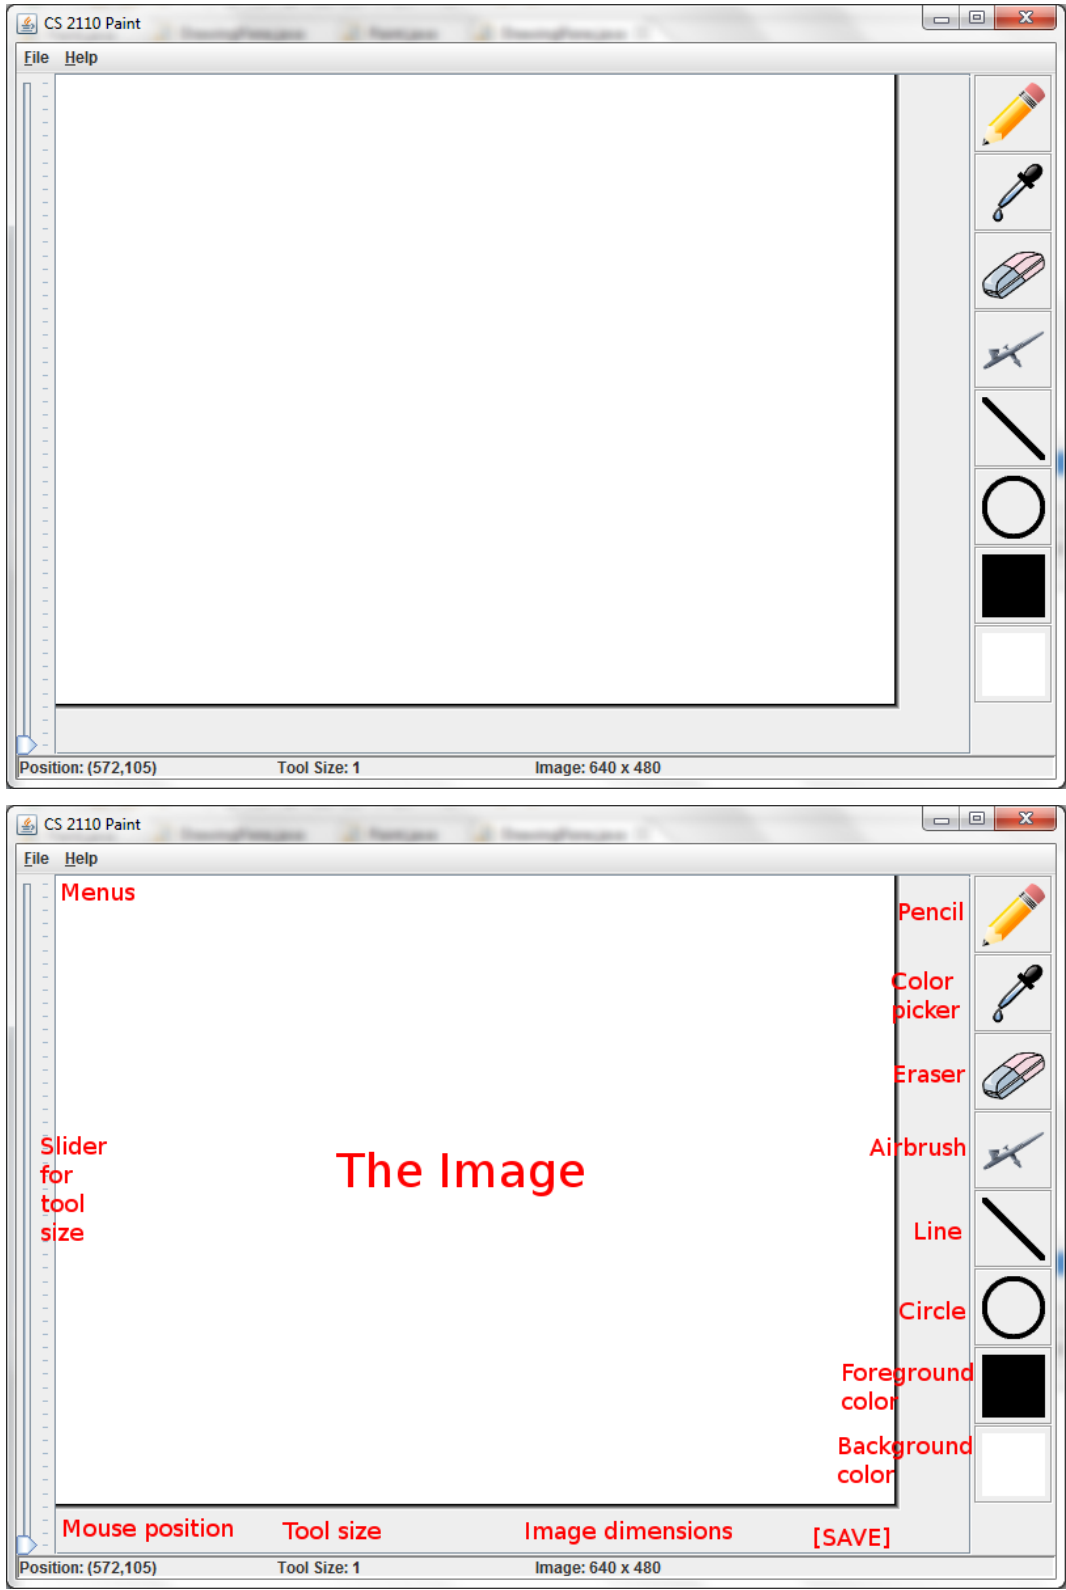 CS 2110 Paint
File Help
Position: (572,105) Tool Size: 1 Image: 640 x 480
CS 2110 Paint
File Help
Menus
Pencil
Color
picker
Eraser
Slider
for
tool
size
The Image
Airbrush
Line
Circle
Foreground
color
Background
color
Mouse position Tool size Image dimensions [SAVE]
Position: (572,105) Tool Size: 1 Image: 640 x 480